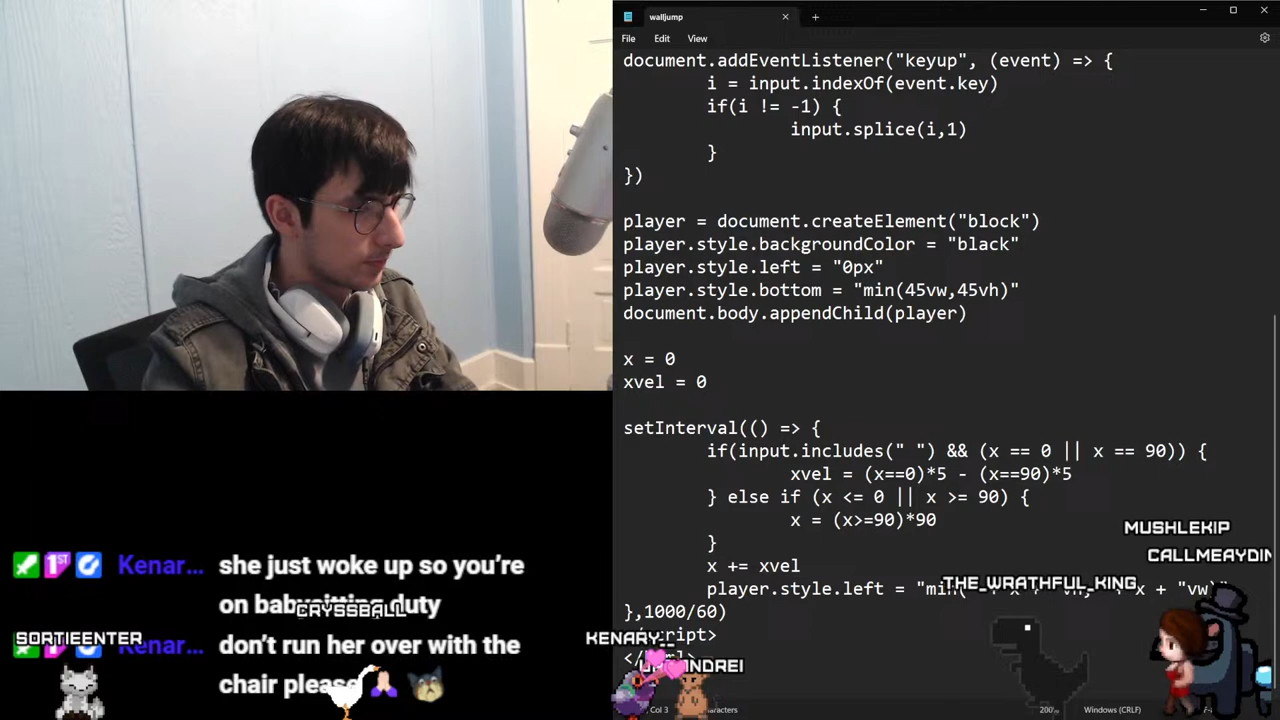 walljump
File Edit View
document.addEventListener("keyup", (event) => {
i = input.indexOf(event.key)
if(i != -1) {
input.splice(i,1)
}
})
player = document.createElement("block")
player.style.backgroundColor = "black"
player.style.left = "0px"
player.style.bottom = "min(45vw,45vh)"
document.body.appendChild(player)
x = 0
xvel = 0
setInterval(() => {
if(input.includes(" ") && (x == 0 || x == 90)) {
xvel = (x==0)*5 - (x==90)*5
} else if (x <= 0 || x >= 90) {
x = (x>=90)*90
}
x += xvel
player.style.left = "min( x + "vw)"
},1000/60)
script>
Col 3
200%
Windows (CRLF)
Kenar... she just woke up so you're
on babysitting duty
Kenar... don't run her over with the
chair please
CRYSSBALL
SORTIEENTER
KENARY
MUSHLEKIP
CALLMEAYDIN
THE_WRATHFUL_KING